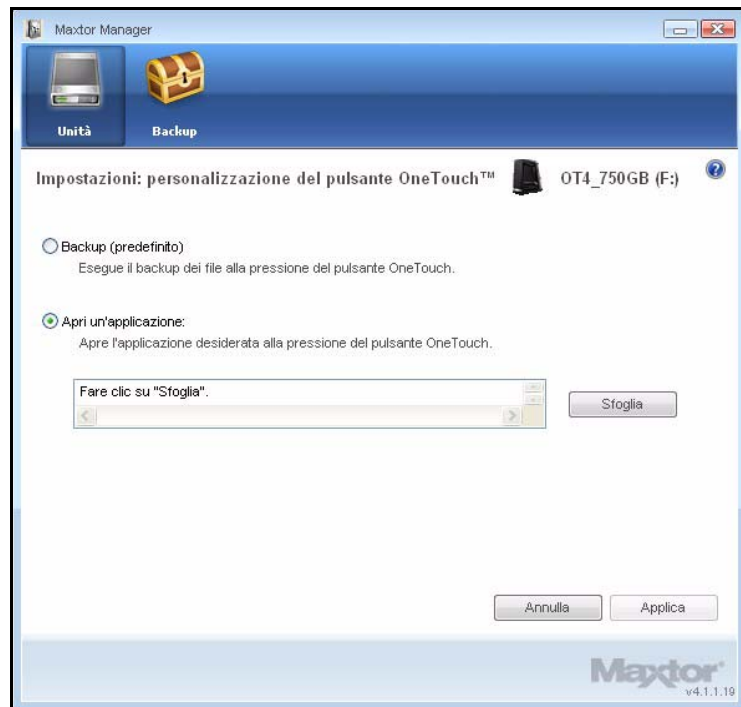 Maxtor Manager
Unità
Backup
Impostazioni: personalizzazione del pulsante OneTouch™
OT4_750GB (F:)
?
Backup (predefinito)
Esegue il backup dei file alla pressione del pulsante OneTouch.
Apri un'applicazione:
Apre l'applicazione desiderata alla pressione del pulsante OneTouch.
Fare clic su "Sfoglia".
Sfoglia
Annulla
Applica
Maxtor
v4.1.1.19